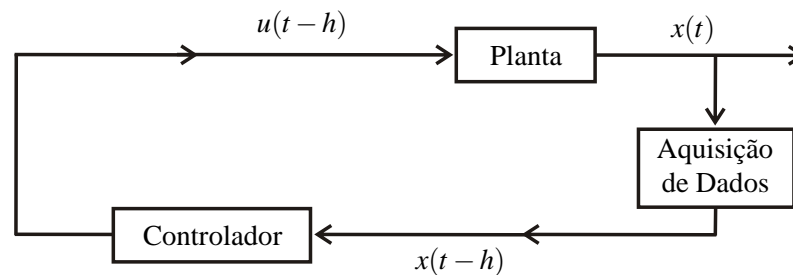 u(t − h)
x(t)
Planta
Aquisição
de Dados
Controlador
x(t − h)